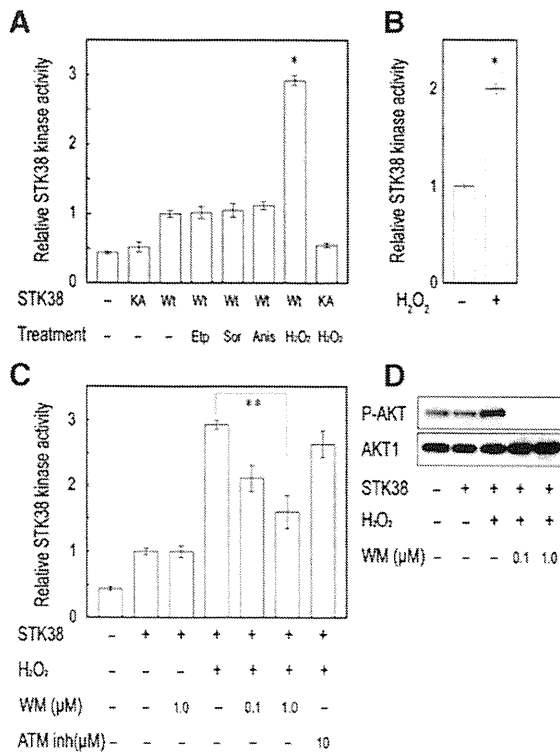 A
Relative STK38 kinase activity
3
2
1
0
*
STK38 – KA Wt Wt Wt Wt Wt KA
Treatment – – – Etp Sor Anis H₂O₂ H₂O₂
B
Relative STK38 kinase activity
2
1
0
*
H₂O₂ – +
C
Relative STK38 kinase activity
3
2
1
0
**
STK38 – + + + + + +
H₂O₂ – – – + + + +
WM (µM) – – 1.0 – 0.1 1.0 –
ATM inh(µM) – – – – – – 10
D
P-AKT
AKT1
STK38 – + + + +
H₂O₂ – – + + +
WM (µM) – – – 0.1 1.0